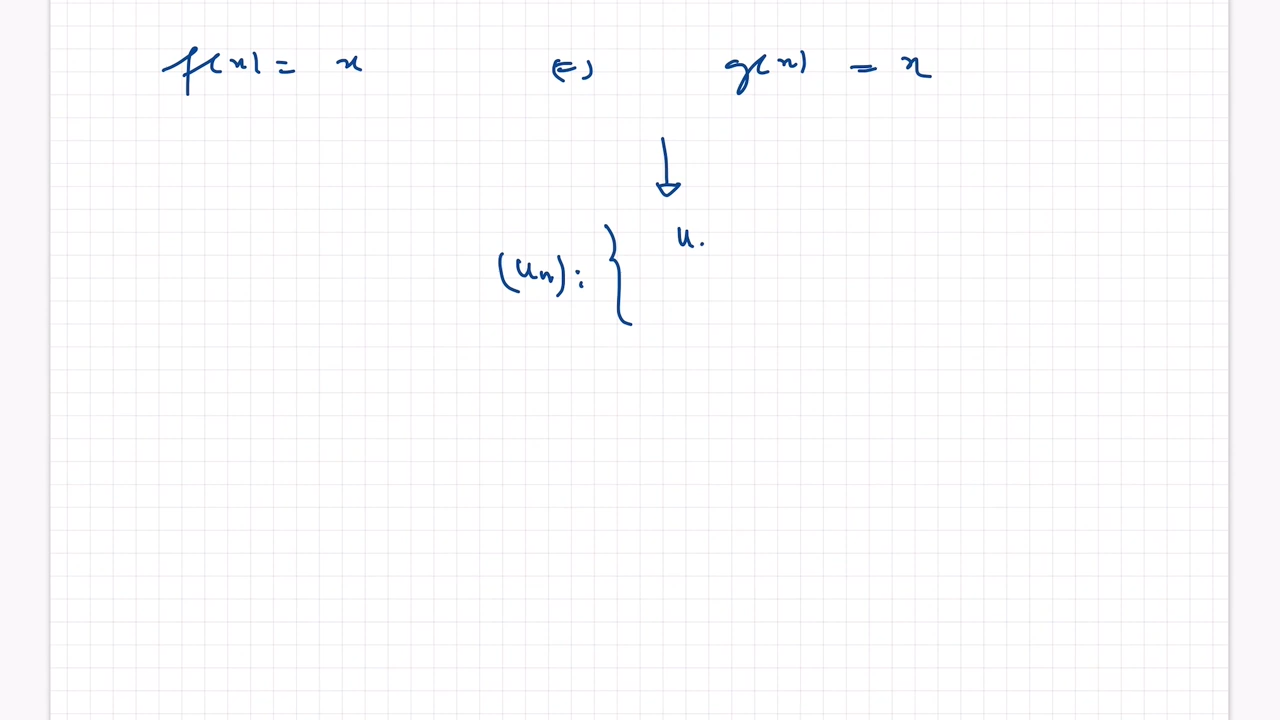 f(x) = x ⇔ g(x) = x
↓
u.
(uₙ) : {